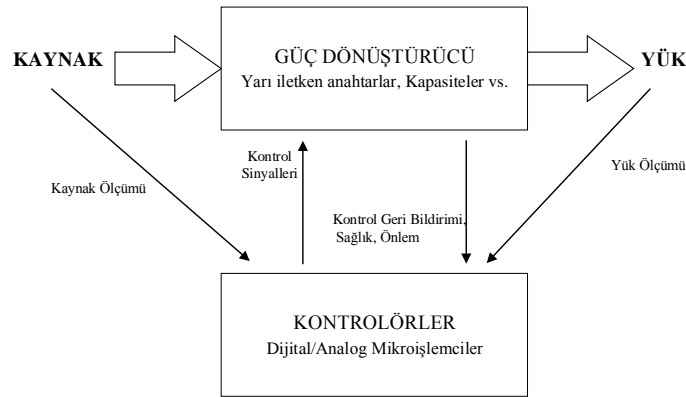 KAYNAK
GÜÇ DÖNÜŞTÜRÜCÜ
Yarı iletken anahtarlar, Kapasiteler vs.
YÜK
Kontrol
Sinyalleri
Kaynak Ölçümü
Yük Ölçümü
Kontrol Geri Bildirimi,
Sağlık, Önlem
KONTROLÖRLER
Dijital/Analog Mikroişlemciler